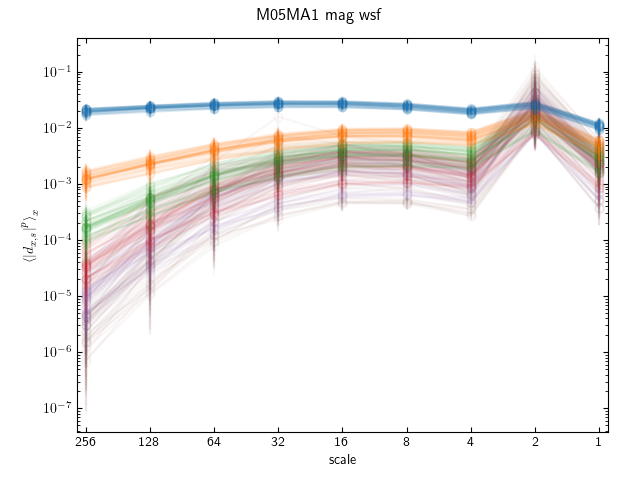 M05MA1 mag wsf
⟨|d_{x,s}|^p⟩_x
10^{-1}
10^{-2}
10^{-3}
10^{-4}
10^{-5}
10^{-6}
10^{-7}
256 128 64 32 16 8 4 2 1
scale